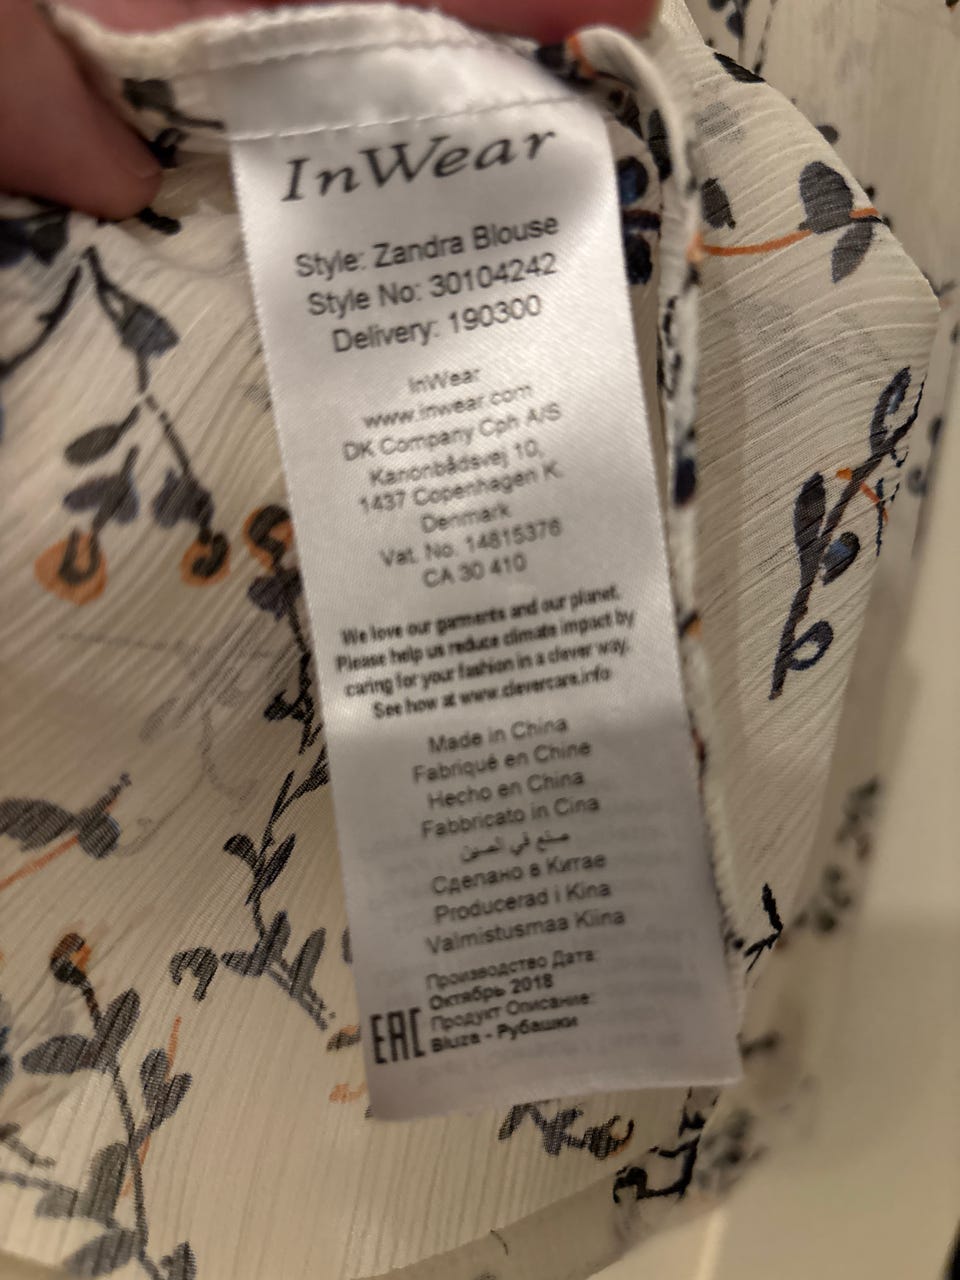 InWear
Style: Zandra Blouse
Style No: 30104242
Delivery: 190300
InWear
www.inwear.com
DK Company Cph A/S
Kanonbådsvej 10,
1437 Copenhagen K.
Denmark
Vat. No. 14815376
CA 30 410
We love our garments and our planet.
Please help us reduce climate impact by
caring for your fashion in a clever way.
See how at www.clevercare.info
Made in China
Fabriqué en Chine
Hecho en China
Fabbricato in Cina
صنع في الصين
Сделано в Китае
Producerad i Kina
Valmistusmaa Kiina
Производство Дата:
Октябрь 2018
Продукт Описание:
Bluze - Рубашки
EAC